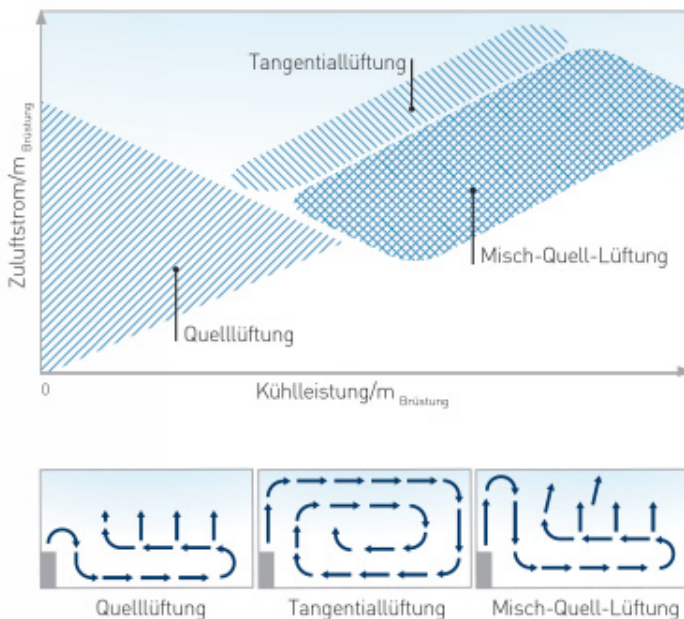 Tangentiallüftung
Zuluftstrom/m Brüstung
Misch-Quell-Lüftung
Quelllüftung
0
Kühlleistung/m Brüstung
Quelllüftung
Tangentiallüftung
Misch-Quell-Lüftung